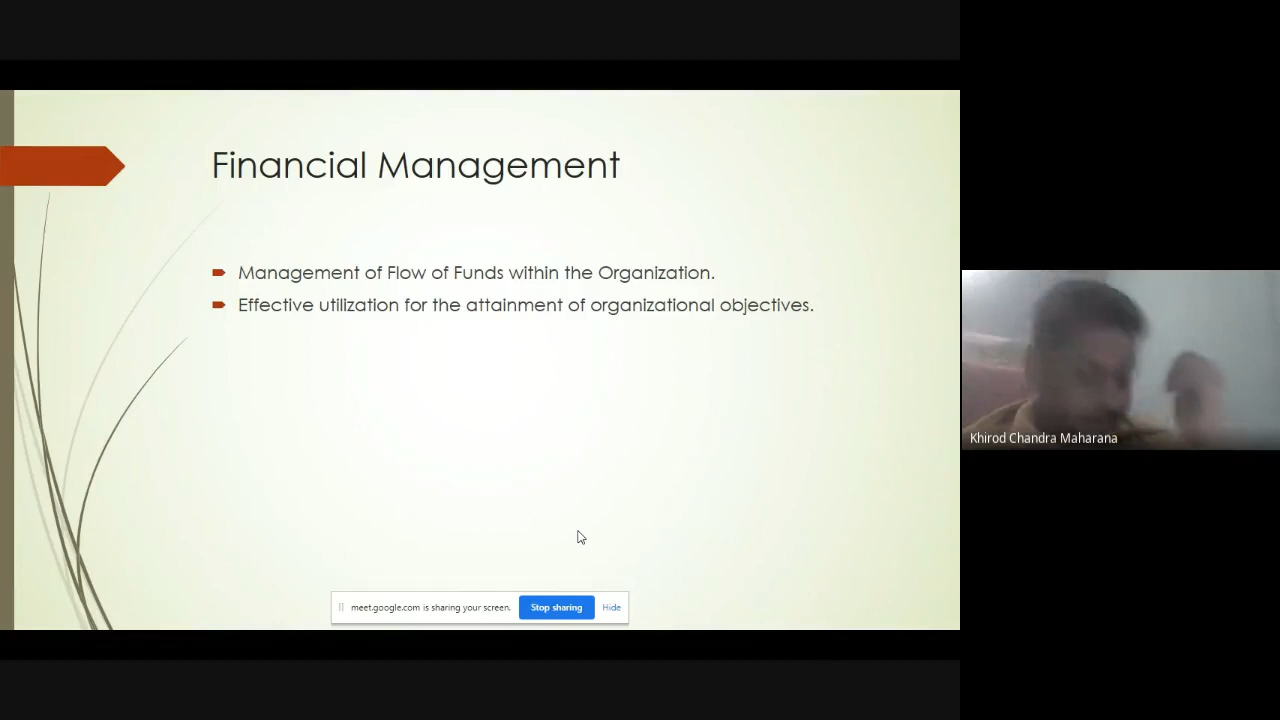 Financial Management
Management of Flow of Funds within the Organization.
Effective utilization for the attainment of organizational objectives.
Khirod Chandra Maharana
meet.google.com is sharing your screen. Stop sharing Hide